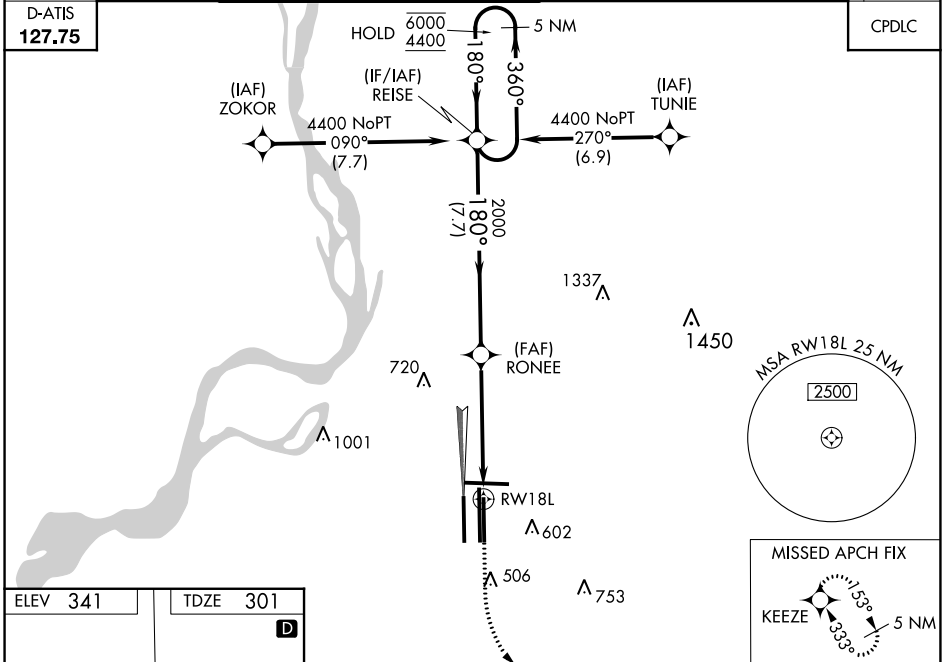 D-ATIS
127.75
CPDLC
HOLD
6000
4400
5 NM
180°
360°
(IF/IAF)
REISE
(IAF)
ZOKOR
4400 NoPT
090°
(7.7)
(IAF)
TUNIE
4400 NoPT
270°
(6.9)
2000
180°
(7.7)
1337
1450
(FAF)
RONEE
720
1001
MSA RW18L 25 NM
2500
RW18L
602
506
753
MISSED APCH FIX
KEEZE
153°
333°
5 NM
ELEV 341
TDZE 301
D